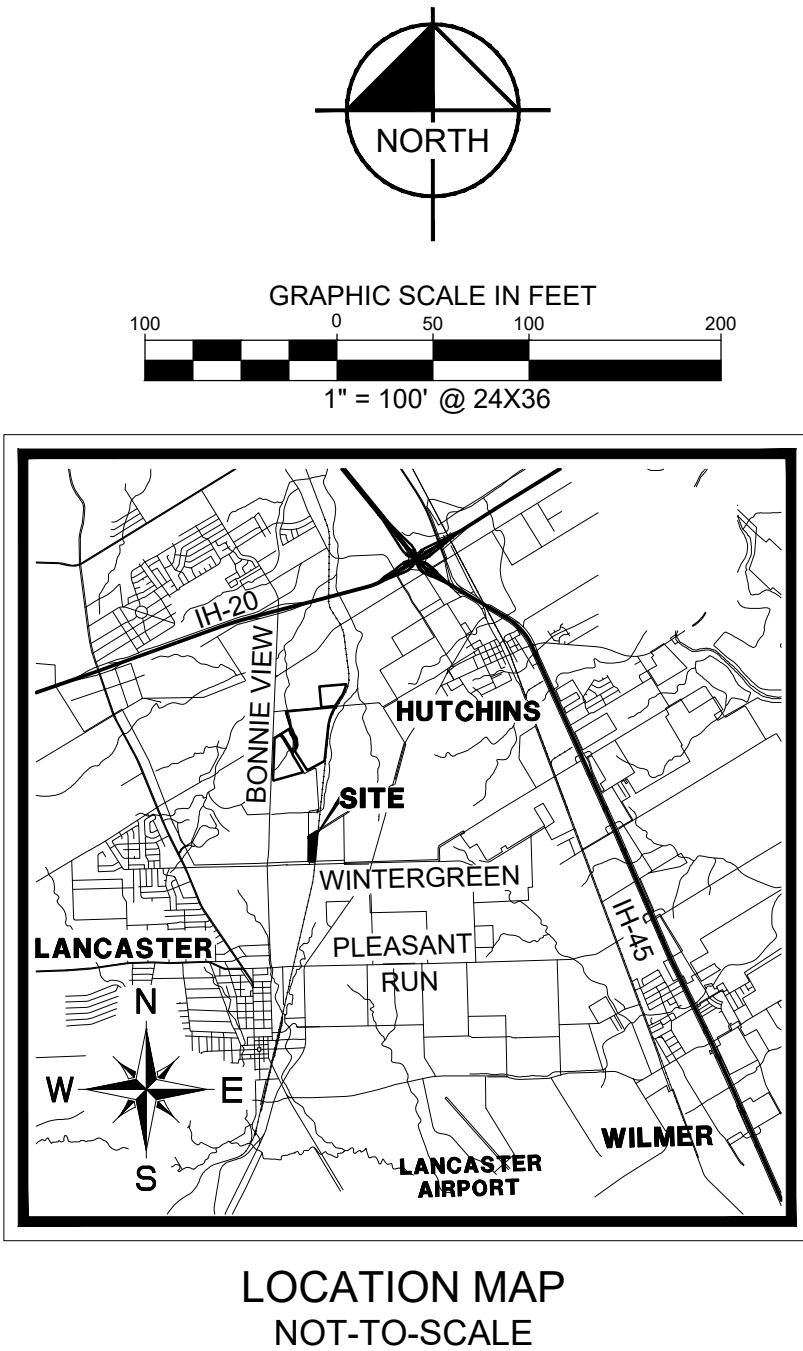 NORTH
GRAPHIC SCALE IN FEET
100 0 50 100 200
1" = 100' @ 24X36
IH-20
BONNIE VIEW
HUTCHINS
SITE
WINTERGREEN
IH-45
LANCASTER
PLEASANT
RUN
N
W E
S
WILMER
LANCASTER
AIRPORT
LOCATION MAP
NOT-TO-SCALE